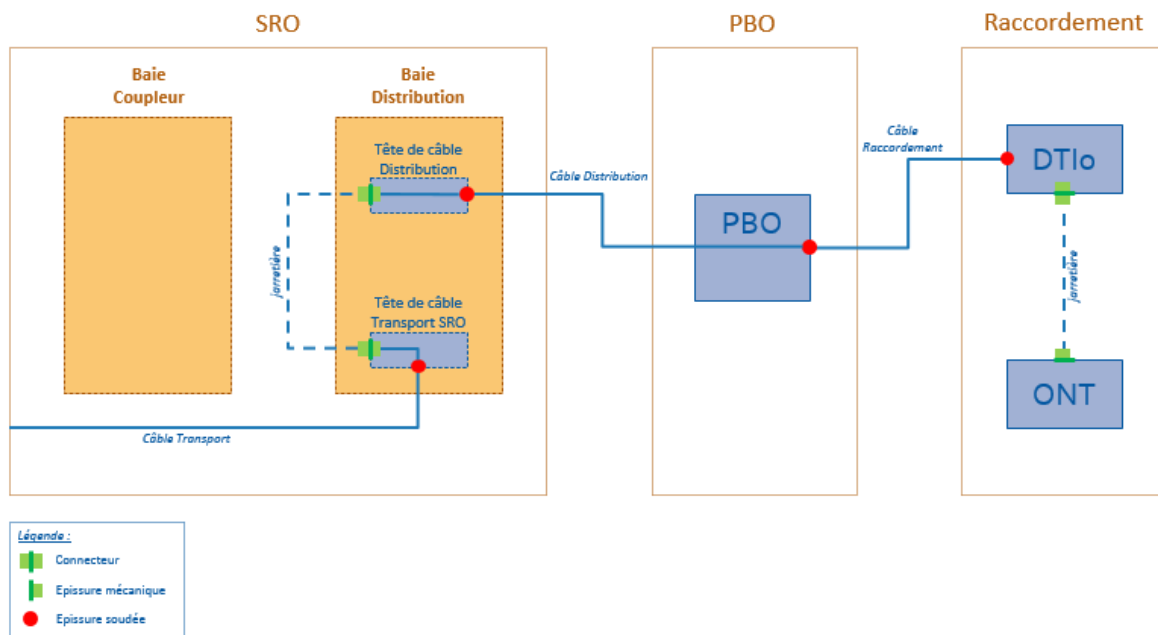 SRO
PBO
Raccordement
Baie
Coupleur
Baie
Distribution
Tête de câble
Distribution
Câble Distribution
Câble
Raccordement
DTIo
PBO
jarretière
jarretière
Tête de câble
Transport SRO
ONT
Câble Transport
Légende :
Connecteur
Epissure mécanique
Epissure soudée